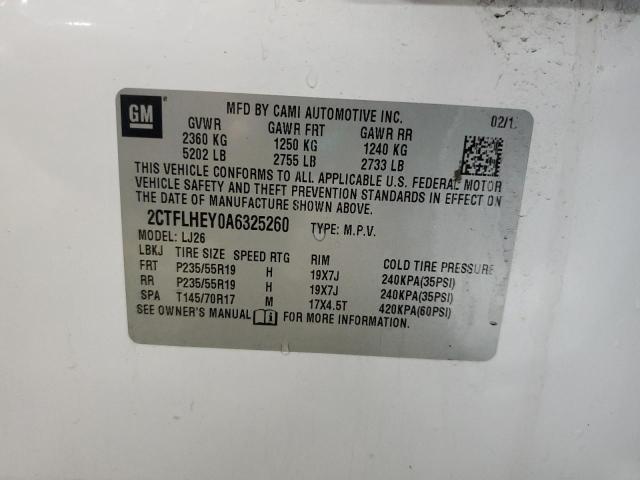 GM
MFD BY CAMI AUTOMOTIVE INC.
02/1
GVWR GAWR FRT GAWR RR
2360 KG 1250 KG 1240 KG
5202 LB 2755 LB 2733 LB
THIS VEHICLE CONFORMS TO ALL APPLICABLE U.S. FEDERAL MOTOR
VEHICLE SAFETY AND THEFT PREVENTION STANDARDS IN EFFECT ON
THE DATE OF MANUFACTURE SHOWN ABOVE.
2CTFLHEY0A6325260 TYPE: M.P.V.
MODEL: LJ26
LBKJ TIRE SIZE SPEED RTG RIM COLD TIRE PRESSURE
FRT P235/55R19 H 19X7J 240KPA(35PSI)
RR P235/55R19 H 19X7J 240KPA(35PSI)
SPA T145/70R17 M 17X4.5T 420KPA(60PSI)
SEE OWNER'S MANUAL FOR MORE INFORMATION.